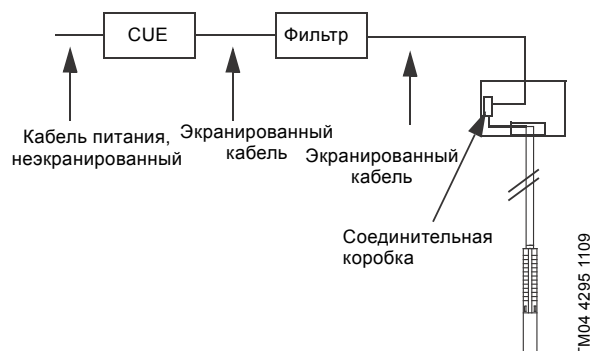 CUE
Фильтр
Кабель питания,
неэкранированный
Экранированный
кабель
Экранированный
кабель
Соединительная
коробка
TM04 4295 1109